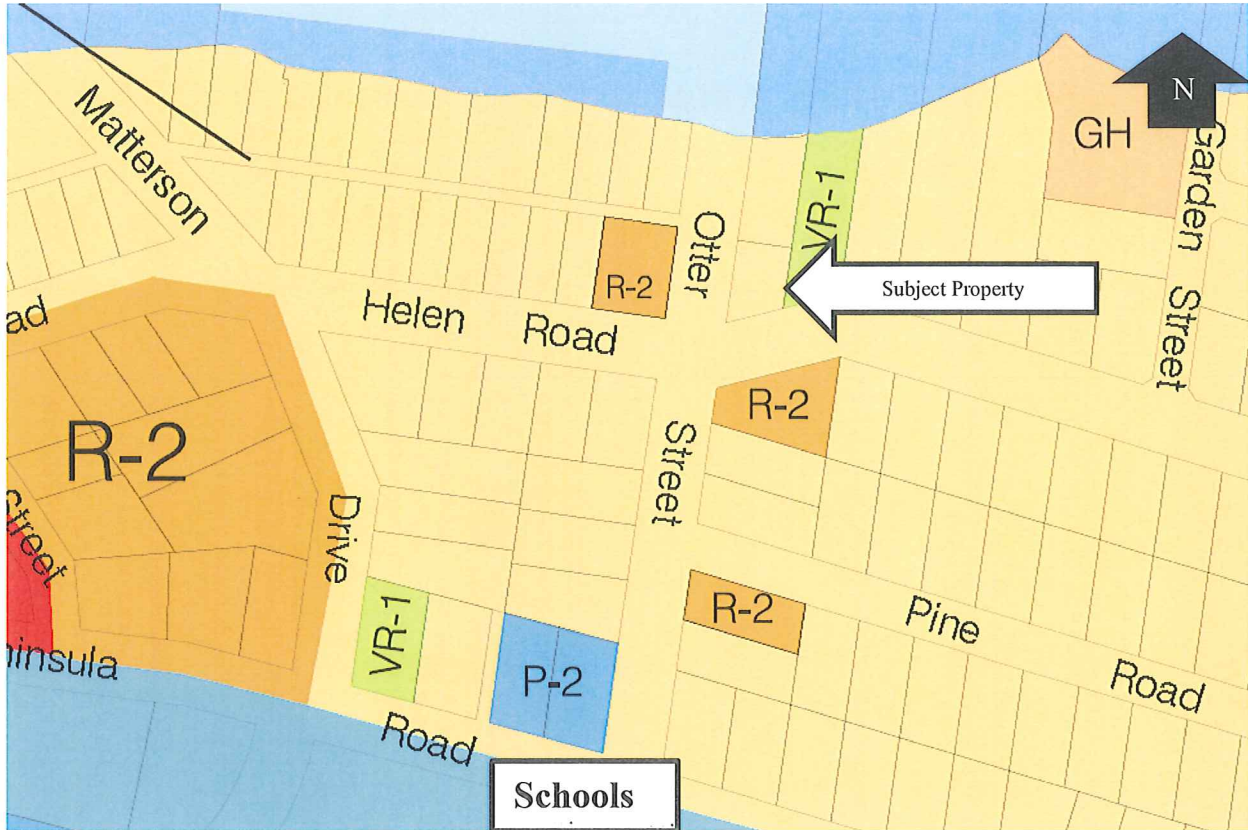 N
Matterson
GH
Garden
Street
VR-1
Otter
R-2
Subject Property
Helen Road
ad
R-2
R-2
Street
Street
Drive
R-2
Pine
Road
VR-1
P-2
ninsula
Road
Schools